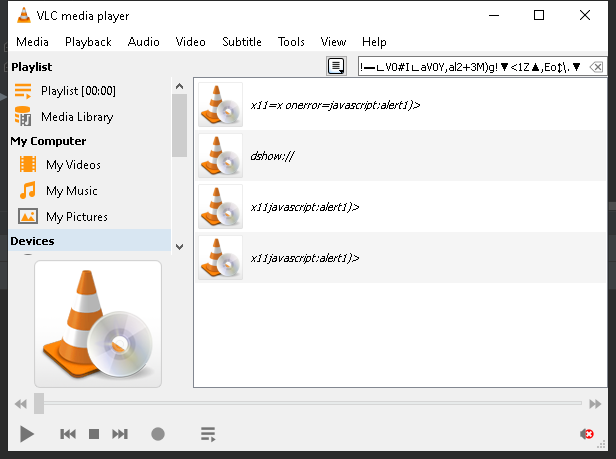 VLC media player
Media Playback Audio Video Subtitle Tools View Help
Playlist
!▬∟V0#I∟aV0Y,al2+3M)g!▼<1Z▲,Eo↨\.▼
Playlist [00:00]
Media Library
My Computer
My Videos
My Music
My Pictures
Devices
x11=x onerror=javascript:alert1)>
dshow://
x11javascript:alert1)>
x11javascript:alert1)>